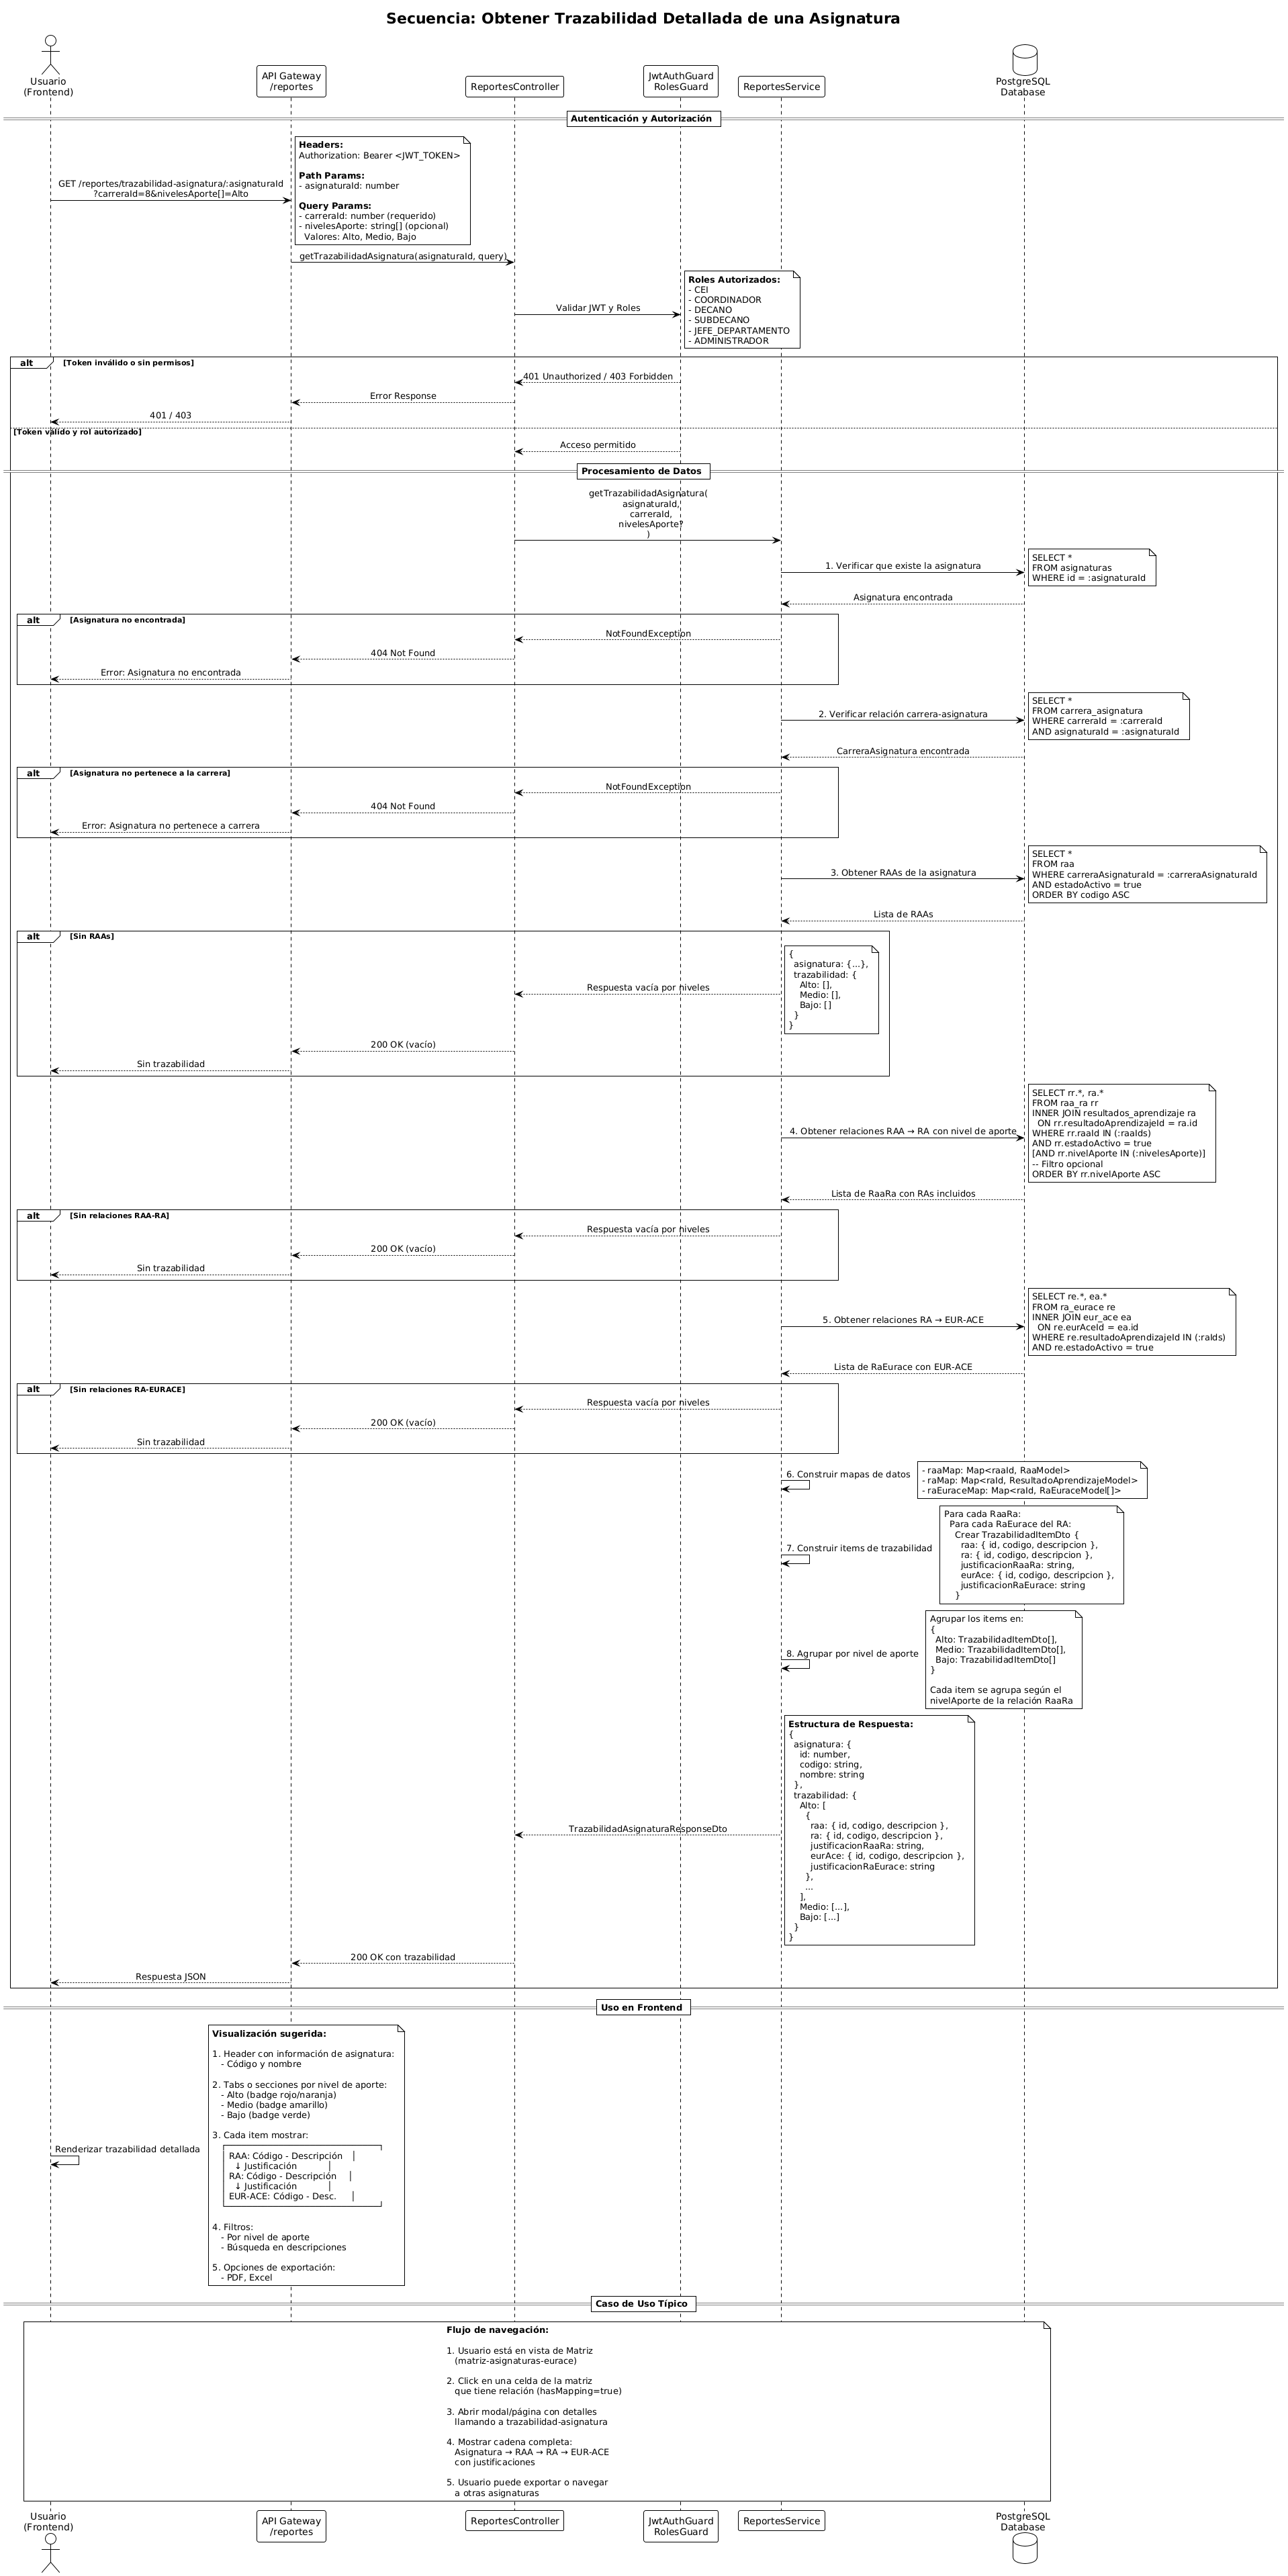 Secuencia: Obtener Trazabilidad Detallada de una Asignatura
Usuario
(Frontend)
API Gateway
/reportes
ReportesController
JwtAuthGuard
RolesGuard
ReportesService
PostgreSQL
Database
Autenticación y Autorización
GET /reportes/trazabilidad-asignatura/:asignaturaId
?carreraId=8&nivelesAporte[]=Alto
Headers:
Authorization: Bearer <JWT_TOKEN>
Path Params:
- asignaturaId: number
Query Params:
- carreraId: number (requerido)
- nivelesAporte: string[] (opcional)
Valores: Alto, Medio, Bajo
getTrazabilidadAsignatura(asignaturaId, query)
Validar JWT y Roles
Roles Autorizados:
- CEI
- COORDINADOR
- DECANO
- SUBDECANO
- JEFE_DEPARTAMENTO
- ADMINISTRADOR
alt [Token inválido o sin permisos]
401 Unauthorized / 403 Forbidden
Error Response
401 / 403
[Token válido y rol autorizado]
Acceso permitido
Procesamiento de Datos
getTrazabilidadAsignatura(
asignaturaId,
carreraId,
nivelesAporte?
)
1. Verificar que existe la asignatura
SELECT *
FROM asignaturas
WHERE id = :asignaturaId
Asignatura encontrada
alt [Asignatura no encontrada]
NotFoundException
404 Not Found
Error: Asignatura no encontrada
2. Verificar relación carrera-asignatura
SELECT *
FROM carrera_asignatura
WHERE carreraId = :carreraId
AND asignaturaId = :asignaturaId
CarreraAsignatura encontrada
alt [Asignatura no pertenece a la carrera]
NotFoundException
404 Not Found
Error: Asignatura no pertenece a carrera
3. Obtener RAAs de la asignatura
SELECT *
FROM raa
WHERE carreraAsignaturaId = :carreraAsignaturaId
AND estadoActivo = true
ORDER BY codigo ASC
Lista de RAAs
alt [Sin RAAs]
Respuesta vacía por niveles
{
asignatura: {...},
trazabilidad: {
Alto: [],
Medio: [],
Bajo: []
}
}
200 OK (vacío)
Sin trazabilidad
4. Obtener relaciones RAA → RA con nivel de aporte
SELECT rr.*, ra.*
FROM raa_ra rr
INNER JOIN resultados_aprendizaje ra
ON rr.resultadoAprendizajeId = ra.id
WHERE rr.raaId IN (:raaIds)
AND rr.estadoActivo = true
[AND rr.nivelAporte IN (:nivelesAporte)]
-- Filtro opcional
ORDER BY rr.nivelAporte ASC
Lista de RaaRa con RAs incluidos
alt [Sin relaciones RAA-RA]
Respuesta vacía por niveles
200 OK (vacío)
Sin trazabilidad
5. Obtener relaciones RA → EUR-ACE
SELECT re.*, ea.*
FROM ra_eurace re
INNER JOIN eur_ace ea
ON re.eurAceId = ea.id
WHERE re.resultadoAprendizajeId IN (:raIds)
AND re.estadoActivo = true
Lista de RaEurace con EUR-ACE
alt [Sin relaciones RA-EURACE]
Respuesta vacía por niveles
200 OK (vacío)
Sin trazabilidad
6. Construir mapas de datos
- raaMap: Map<raaId, RaaModel>
- raMap: Map<raId, ResultadoAprendizajeModel>
- raEuraceMap: Map<raId, RaEuraceModel[]>
7. Construir items de trazabilidad
Para cada RaaRa:
Para cada RaEurace del RA:
Crear TrazabilidadItemDto {
raa: { id, codigo, descripcion },
ra: { id, codigo, descripcion },
justificacionRaaRa: string,
eurAce: { id, codigo, descripcion },
justificacionRaEurace: string
}
8. Agrupar por nivel de aporte
Agrupar los items en:
{
Alto: TrazabilidadItemDto[],
Medio: TrazabilidadItemDto[],
Bajo: TrazabilidadItemDto[]
}
Cada item se agrupa según el
nivelAporte de la relación RaaRa
TrazabilidadAsignaturaResponseDto
Estructura de Respuesta:
{
asignatura: {
id: number,
codigo: string,
nombre: string
},
trazabilidad: {
Alto: [
{
raa: { id, codigo, descripcion },
ra: { id, codigo, descripcion },
justificacionRaaRa: string,
eurAce: { id, codigo, descripcion },
justificacionRaEurace: string
},
...
],
Medio: [...],
Bajo: [...]
}
}
200 OK con trazabilidad
Respuesta JSON
Uso en Frontend
Renderizar trazabilidad detallada
Visualización sugerida:
1. Header con información de asignatura:
- Código y nombre
2. Tabs o secciones por nivel de aporte:
- Alto (badge rojo/naranja)
- Medio (badge amarillo)
- Bajo (badge verde)
3. Cada item mostrar:
RAA: Código - Descripción
↓ Justificación
RA: Código - Descripción
↓ Justificación
EUR-ACE: Código - Desc.
4. Filtros:
- Por nivel de aporte
- Búsqueda en descripciones
5. Opciones de exportación:
- PDF, Excel
Caso de Uso Típico
Flujo de navegación:
1. Usuario está en vista de Matriz
(matriz-asignaturas-eurace)
2. Click en una celda de la matriz
que tiene relación (hasMapping=true)
3. Abrir modal/página con detalles
llamando a trazabilidad-asignatura
4. Mostrar cadena completa:
Asignatura → RAA → RA → EUR-ACE
con justificaciones
5. Usuario puede exportar o navegar
a otras asignaturas
Usuario
(Frontend)
API Gateway
/reportes
ReportesController
JwtAuthGuard
RolesGuard
ReportesService
PostgreSQL
Database